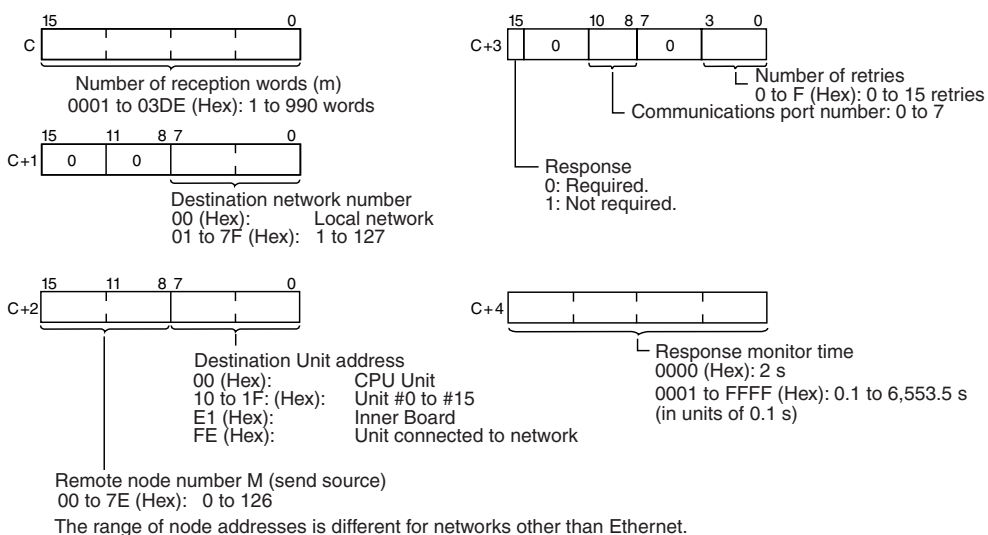 15 0
C
Number of reception words (m)
0001 to 03DE (Hex): 1 to 990 words
15 11 8 7 0
C+1 0 0
Destination network number
00 (Hex): Local network
01 to 7F (Hex): 1 to 127
15 11 8 7 0
C+2
Destination Unit address
00 (Hex): CPU Unit
10 to 1F: (Hex): Unit #0 to #15
E1 (Hex): Inner Board
FE (Hex): Unit connected to network
Remote node number M (send source)
00 to 7E (Hex): 0 to 126
The range of node addresses is different for networks other than Ethernet.
15 10 8 7 3 0
C+3 0 0
Number of retries
0 to F (Hex): 0 to 15 retries
Communications port number: 0 to 7
Response
0: Required.
1: Not required.
C+4
Response monitor time
0000 (Hex): 2 s
0001 to FFFF (Hex): 0.1 to 6,553.5 s
(in units of 0.1 s)